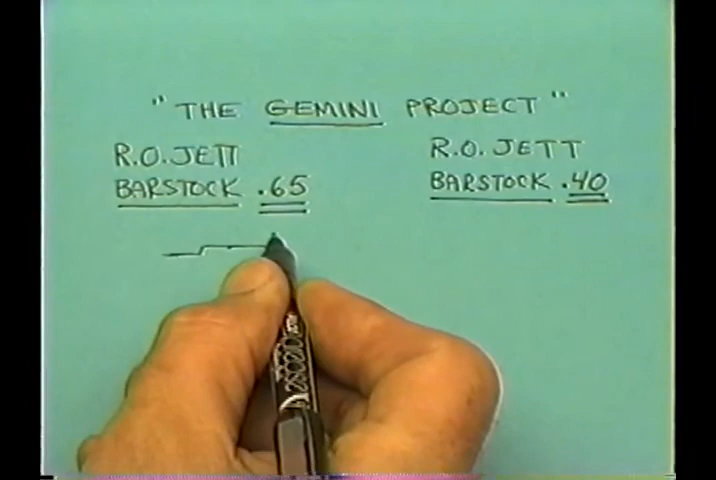 "THE GEMINI PROJECT"
R.O. JETT
BARSTOCK .65
R.O. JETT
BARSTOCK .40